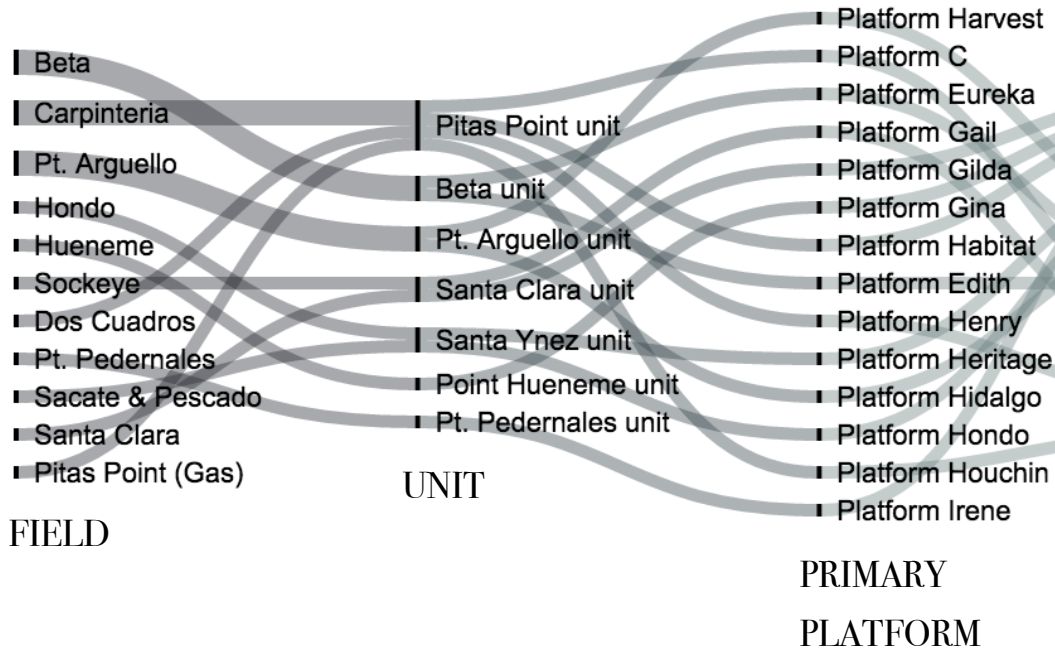 Beta
Carpinteria
Pt. Arguello
Hondo
Hueneme
Sockeye
Dos Cuadros
Pt. Pedernales
Sacate & Pescado
Santa Clara
Pitas Point (Gas)
FIELD
Pitas Point unit
Beta unit
Pt. Arguello unit
Santa Clara unit
Santa Ynez unit
Point Hueneme unit
Pt. Pedernales unit
UNIT
Platform Harvest
Platform C
Platform Eureka
Platform Gail
Platform Gilda
Platform Gina
Platform Habitat
Platform Edith
Platform Henry
Platform Heritage
Platform Hidalgo
Platform Hondo
Platform Houchin
Platform Irene
PRIMARY
PLATFORM